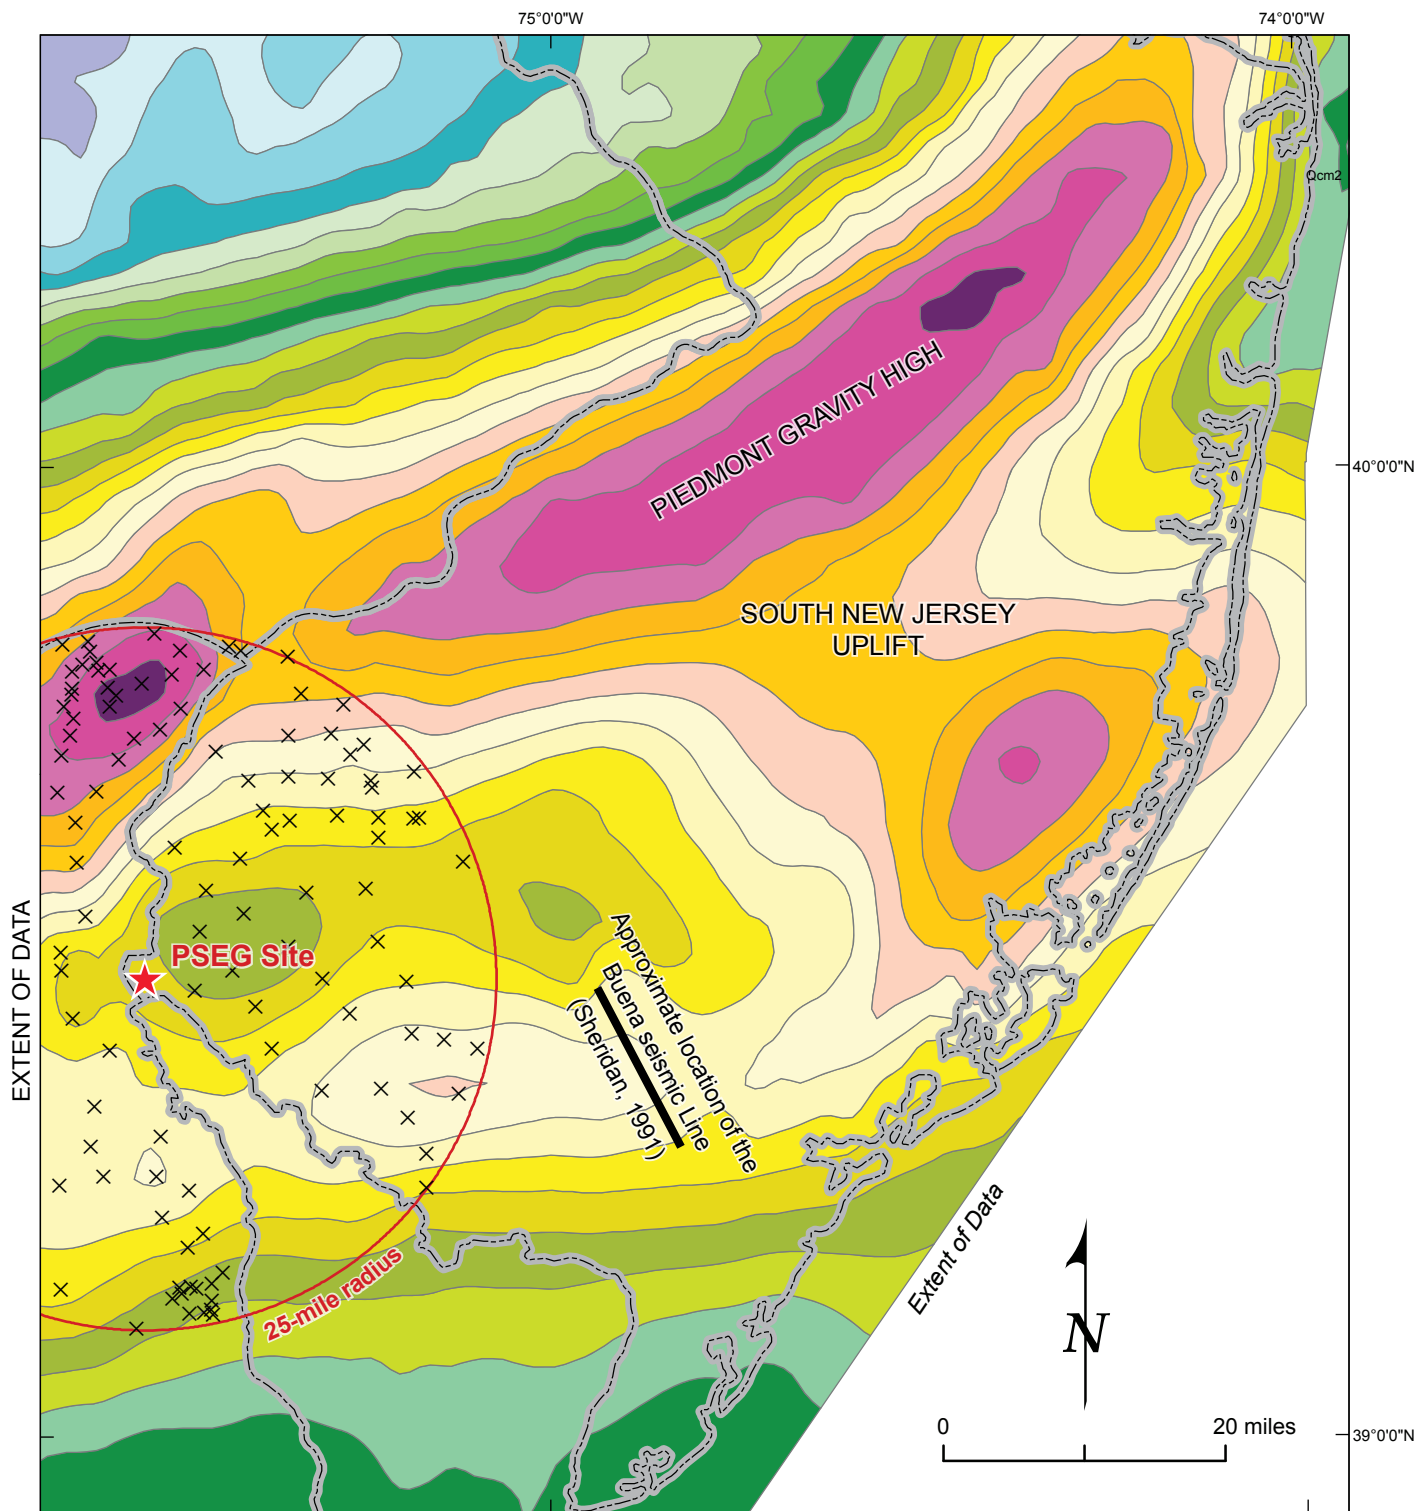 75°0'0"W
74°0'0"W
Qcm2
PIEDMONT GRAVITY HIGH
40°0'0"N
SOUTH NEW JERSEY
UPLIFT
EXTENT OF DATA
PSEG Site
Approximate location of the
Buena seismic Line
(Sheridan, 1991)
25-mile radius
Extent of Data
N
0
20 miles
39°0'0"N